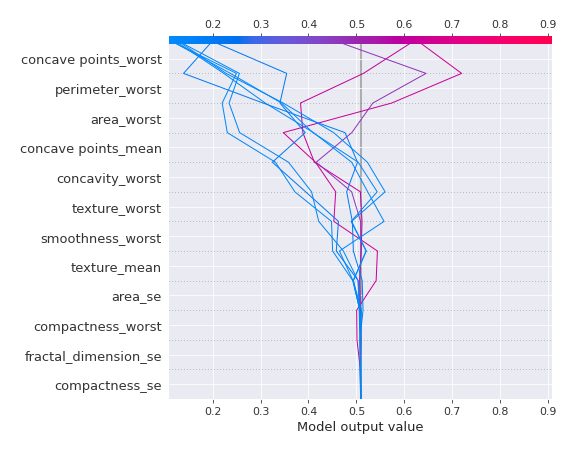 0.2 0.3 0.4 0.5 0.6 0.7 0.8 0.9
concave points_worst
perimeter_worst
area_worst
concave points_mean
concavity_worst
texture_worst
smoothness_worst
texture_mean
area_se
compactness_worst
fractal_dimension_se
compactness_se
0.2 0.3 0.4 0.5 0.6 0.7 0.8 0.9
Model output value